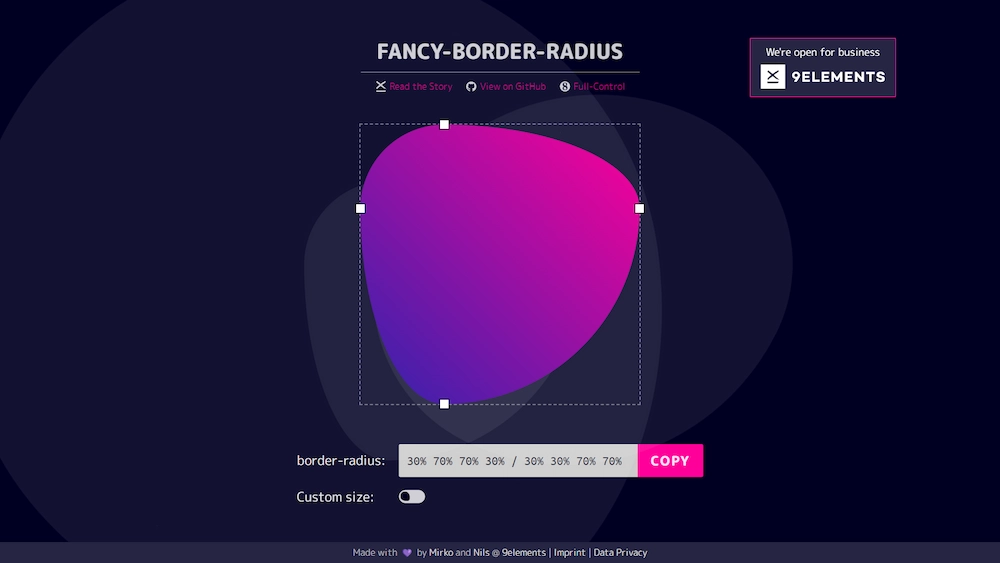 FANCY-BORDER-RADIUS
We're open for business
9ELEMENTS
Read the Story View on GitHub Full-Control
border-radius: 30% 70% 70% 30% / 30% 30% 70% 70% COPY
Custom size:
Made with 💜 by Mirko and Nils @ 9elements | Imprint | Data Privacy